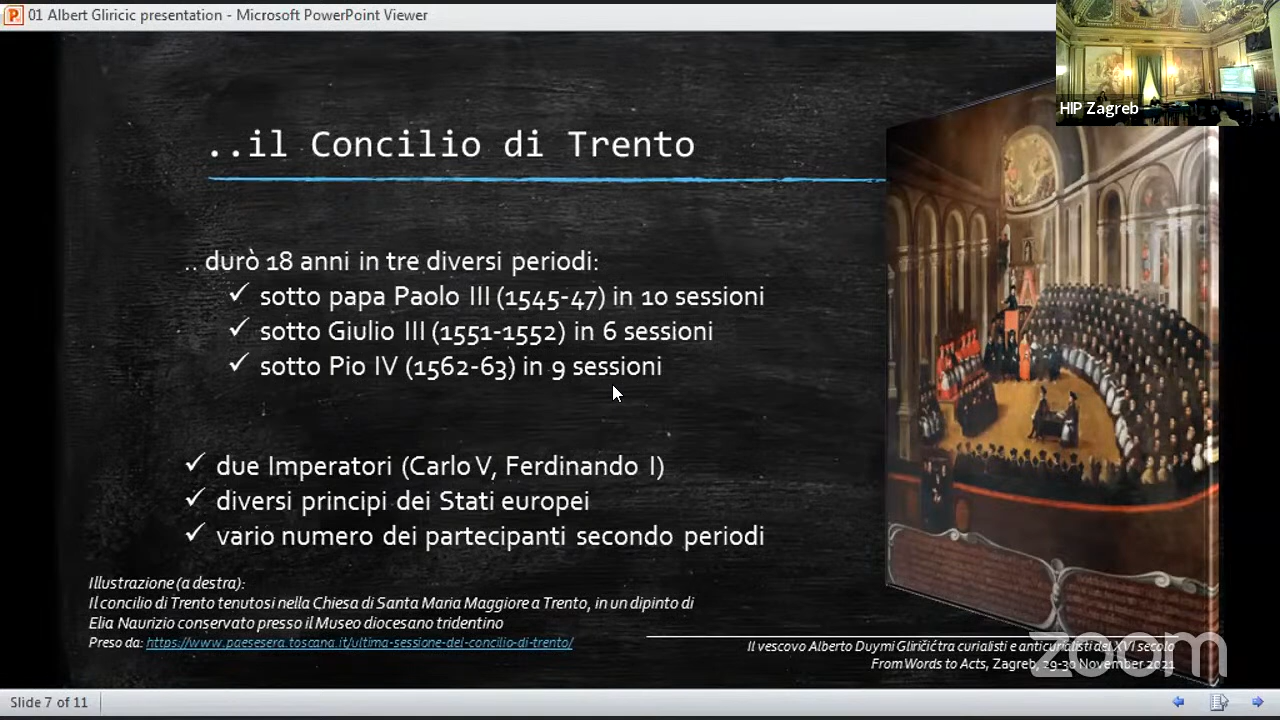 01 Albert Gliricic presentation - Microsoft PowerPoint Viewer
HIP Zagreb
..il Concilio di Trento
.. durò 18 anni in tre diversi periodi:
✓ sotto papa Paolo III (1545-47) in 10 sessioni
✓ sotto Giulio III (1551-1552) in 6 sessioni
✓ sotto Pio IV (1562-63) in 9 sessioni
✓ due Imperatori (Carlo V, Ferdinando I)
✓ diversi principi dei Stati europei
✓ vario numero dei partecipanti secondo periodi
Illustrazione (a destra):
Il concilio di Trento tenutosi nella Chiesa di Santa Maria Maggiore a Trento, in un dipinto di
Elia Naurizio conservato presso il Museo diocesano tridentino
Preso da: https://www.paesesera.toscana.it/ultima-sessione-del-concilio-di-trento/
Il vescovo Alberto Duymi Gliričić tra curialisti e anticurialisti del XVI secolo
From Words to Acts, Zagreb, 29-30 November 2021
zoom
Slide 7 of 11